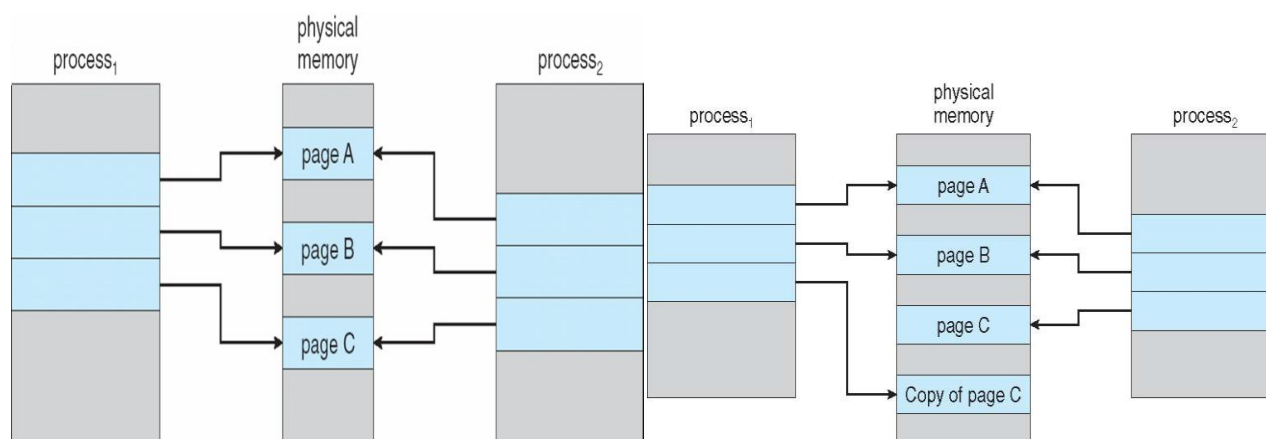 physical
memory
process₁
process₂
page A
page B
page C
physical
memory
process₁
process₂
page A
page B
page C
Copy of page C